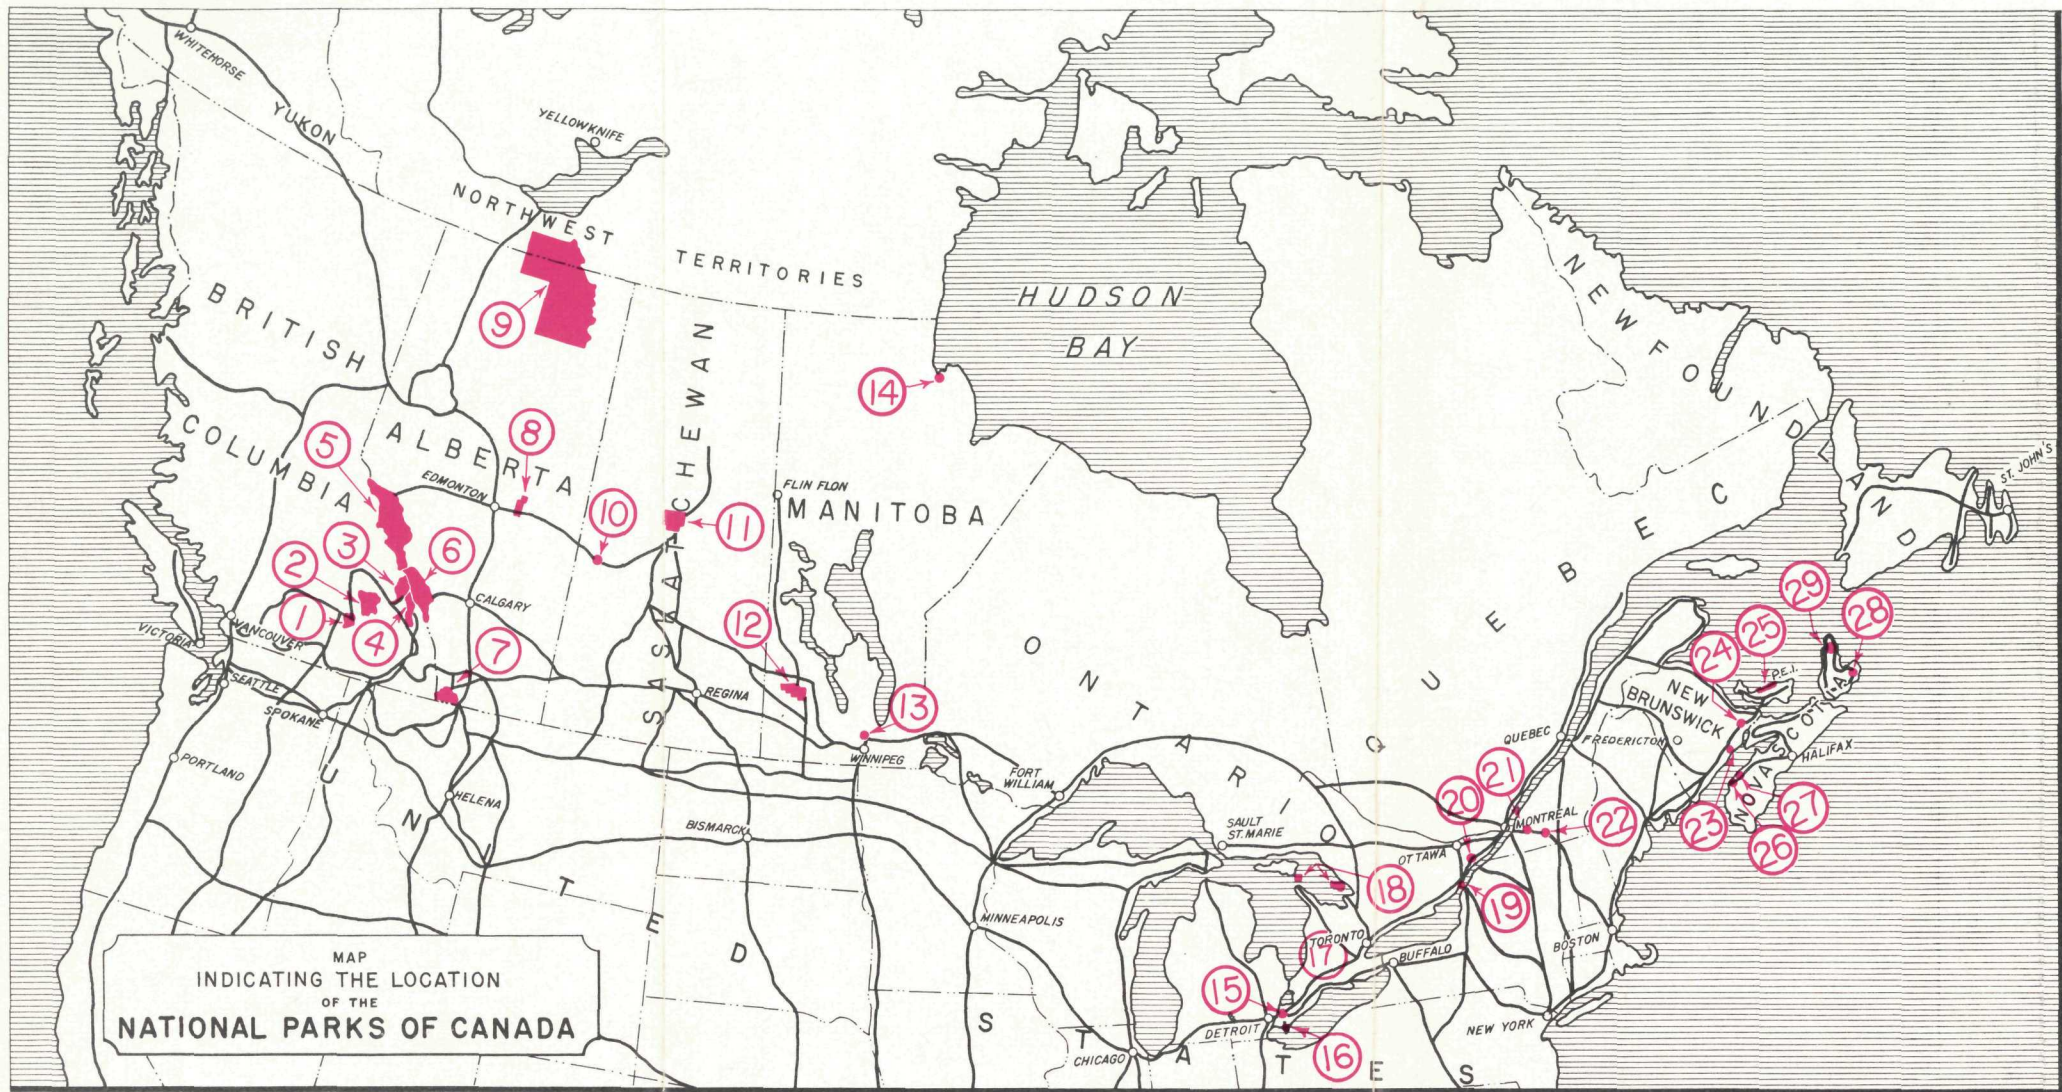 WHITEHORSE
YUKON
YELLOWKNIFE
NORTHWEST TERRITORIES
HUDSON
BAY
NEWFOUNDLAND
BRITISH
COLUMBIA
ALBERTA
SASKATCHEWAN
MANITOBA
ONTARIO
QUEBEC
9
14
5
8
EDMONTON
FLIN FLON
ST. JOHN'S
10
11
3
6
2
1
4
CALGARY
VANCOUVER
VICTORIA
7
12
29
28
25
24
P.E.I.
NEW
BRUNSWICK
NOVA SCOTIA
SEATTLE
SPOKANE
REGINA
13
WINNIPEG
QUEBEC
FREDERICTON
HALIFAX
PORTLAND
HELENA
FORT
WILLIAM
21
20
MONTREAL
22
23
27
26
BISMARCK
SAULT
ST. MARIE
OTTAWA
18
19
MINNEAPOLIS
TORONTO
17
BUFFALO
BOSTON
15
DETROIT
16
NEW YORK
CHICAGO
UNITED STATES
MAP
INDICATING THE LOCATION
OF THE
NATIONAL PARKS OF CANADA